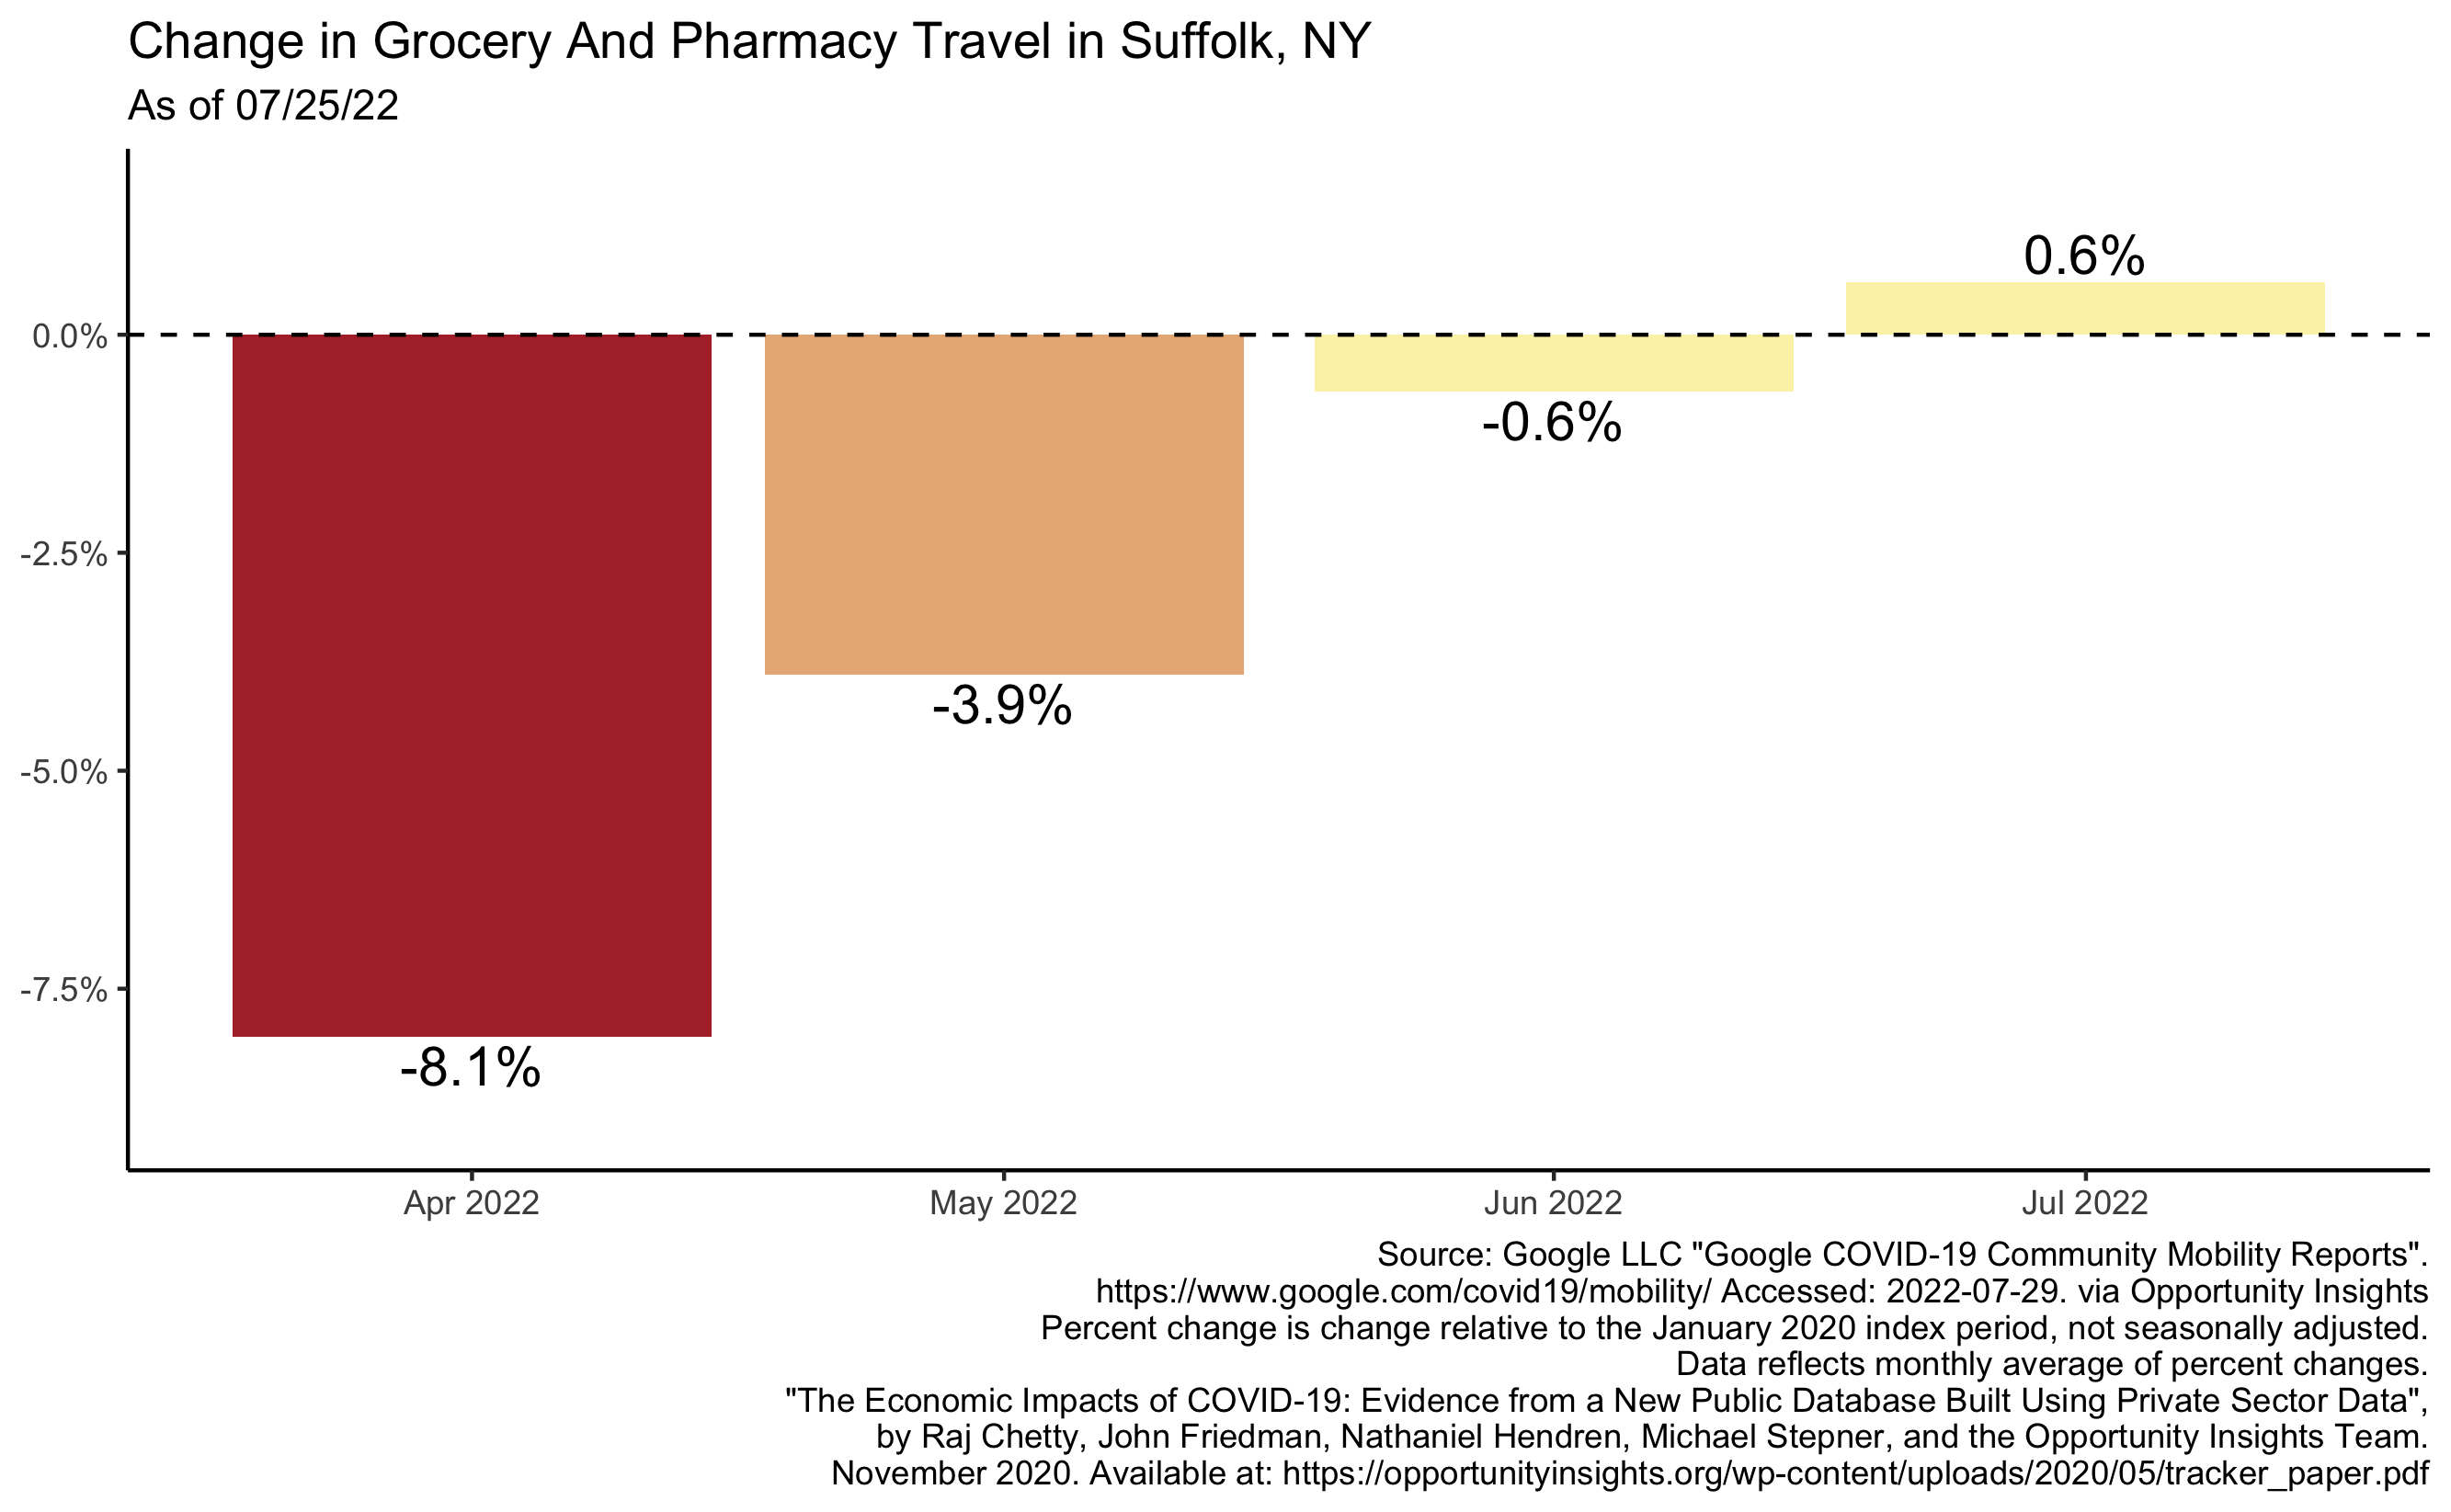 Change in Grocery And Pharmacy Travel in Suffolk, NY
As of 07/25/22
0.6%
0.0%
-0.6%
-2.5%
-3.9%
-5.0%
-7.5%
-8.1%
Apr 2022
May 2022
Jun 2022
Jul 2022
Source: Google LLC "Google COVID-19 Community Mobility Reports".
https://www.google.com/covid19/mobility/ Accessed: 2022-07-29. via Opportunity Insights
Percent change is change relative to the January 2020 index period, not seasonally adjusted.
Data reflects monthly average of percent changes.
"The Economic Impacts of COVID-19: Evidence from a New Public Database Built Using Private Sector Data",
by Raj Chetty, John Friedman, Nathaniel Hendren, Michael Stepner, and the Opportunity Insights Team.
November 2020. Available at: https://opportunityinsights.org/wp-content/uploads/2020/05/tracker_paper.pdf